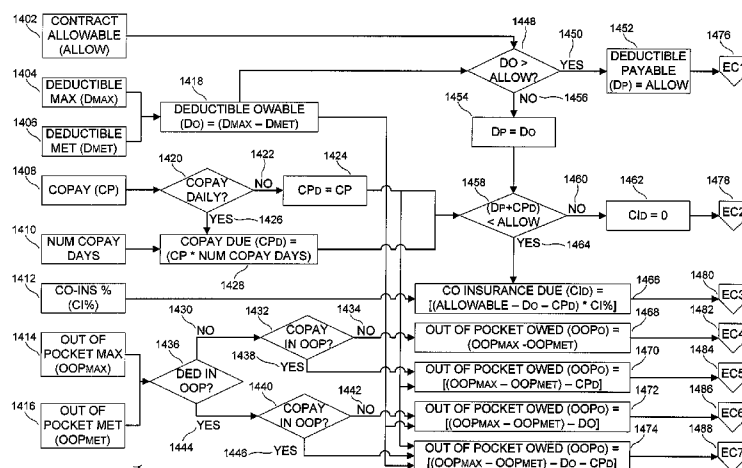 1402
CONTRACT
ALLOWABLE
(ALLOW)
1404
DEDUCTIBLE
MAX (DMAX)
1406
DEDUCTIBLE
MET (DMET)
1418
DEDUCTIBLE OWABLE
(DO) = (DMAX – DMET)
1448
DO >
ALLOW?
1450
YES
1452
DEDUCTIBLE
PAYABLE
(DP) = ALLOW
1476
EC1
NO
1456
1454
DP = DO
1408
COPAY (CP)
1420
COPAY
DAILY?
1422
NO
1424
CPD = CP
YES
1426
1410
NUM COPAY
DAYS
COPAY DUE (CPD) =
(CP * NUM COPAY DAYS)
1428
1458
(DP+CPD)
< ALLOW
1460
NO
1462
CID = 0
1478
EC2
YES
1464
1412
CO-INS %
(CI%)
CO INSURANCE DUE (CID) =
[(ALLOWABLE – DO – CPD) * CI%]
1466
1480
EC3
1414
OUT OF
POCKET MAX
(OOPMAX)
1416
OUT OF
POCKET MET
(OOPMET)
1436
DED IN
OOP?
1430
NO
1432
COPAY
IN OOP?
1434
NO
1438
YES
OUT OF POCKET OWED (OOPO) =
(OOPMAX -OOPMET)
1468
1482
EC4
OUT OF POCKET OWED (OOPO) =
[(OOPMAX – OOPMET) – CPD]
1470
1484
EC5
YES
1444
1440
COPAY
IN OOP?
1442
NO
1446
YES
OUT OF POCKET OWED (OOPO) =
[(OOPMAX – OOPMET) – DO]
1472
1486
EC6
OUT OF POCKET OWED (OOPO) =
[(OOPMAX – OOPMET) – DO – CPD]
1474
1488
EC7